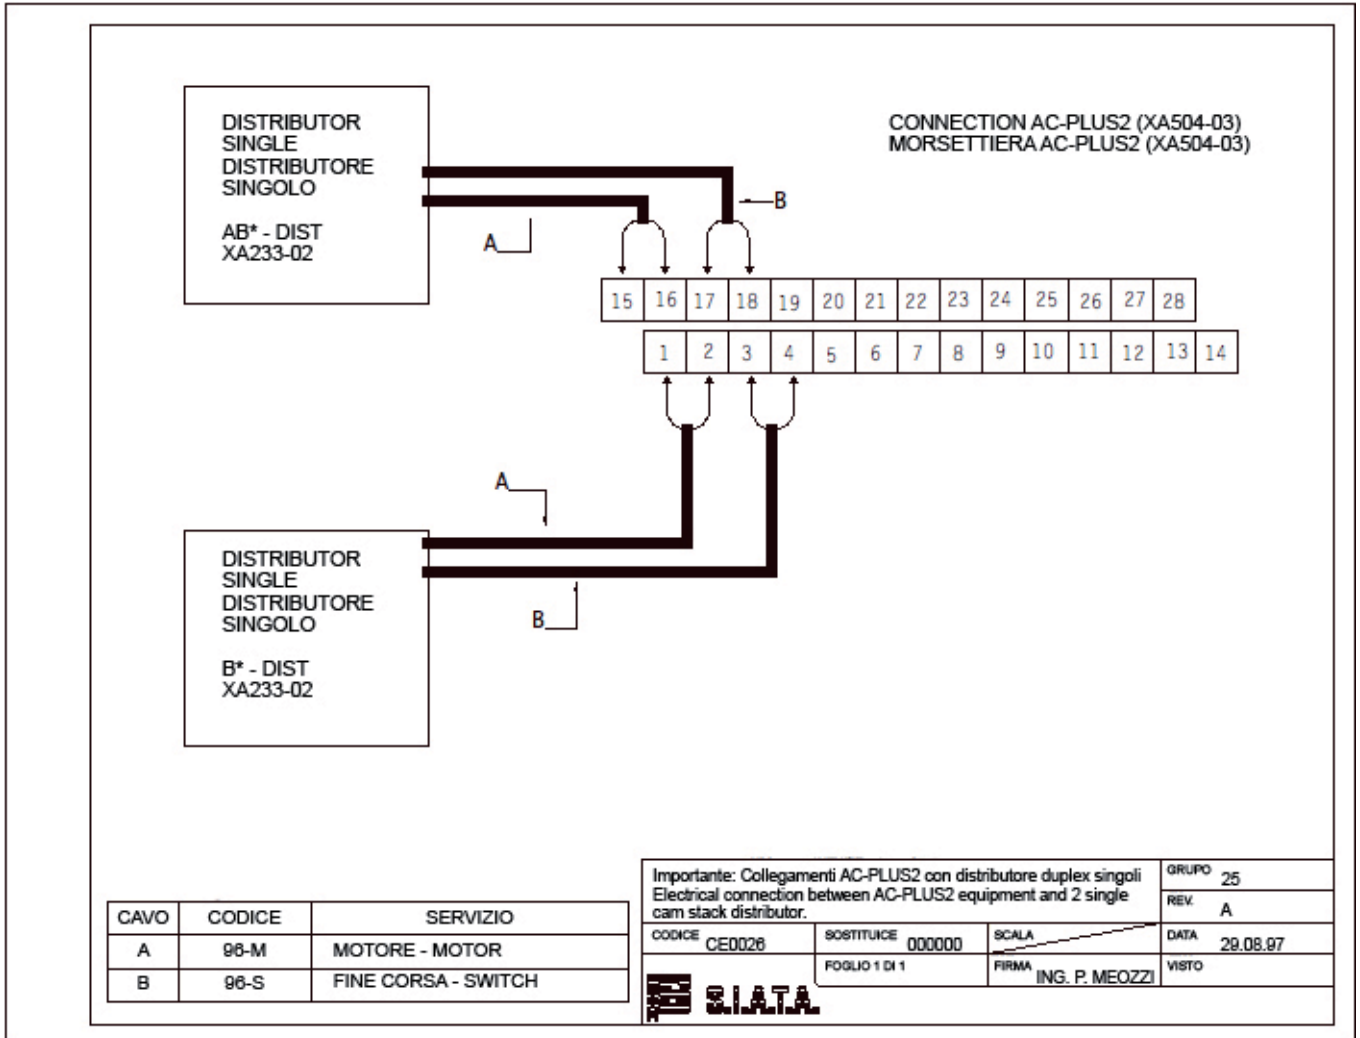 DISTRIBUTOR
SINGLE
DISTRIBUTORE
SINGOLO
AB* - DIST
XA233-02
CONNECTION AC-PLUS2 (XA504-03)
MORSETTIERA AC-PLUS2 (XA504-03)
B
A
15 16 17 18 19 20 21 22 23 24 25 26 27 28
1 2 3 4 5 6 7 8 9 10 11 12 13 14
A
DISTRIBUTOR
SINGLE
DISTRIBUTORE
SINGOLO
B* - DIST
XA233-02
B
CAVO CODICE SERVIZIO
A 96-M MOTORE - MOTOR
B 96-S FINE CORSA - SWITCH
Importante: Collegamenti AC-PLUS2 con distributore duplex singoli
Electrical connection between AC-PLUS2 equipment and 2 single
cam stack distributor.
GRUPO 25
REV. A
CODICE CE0026 SOSTITUICE 000000 SCALA DATA 29.08.97
FOGLIO 1 DI 1 FIRMA ING. P. MEOZZI VISTO
S.I.A.T.A.